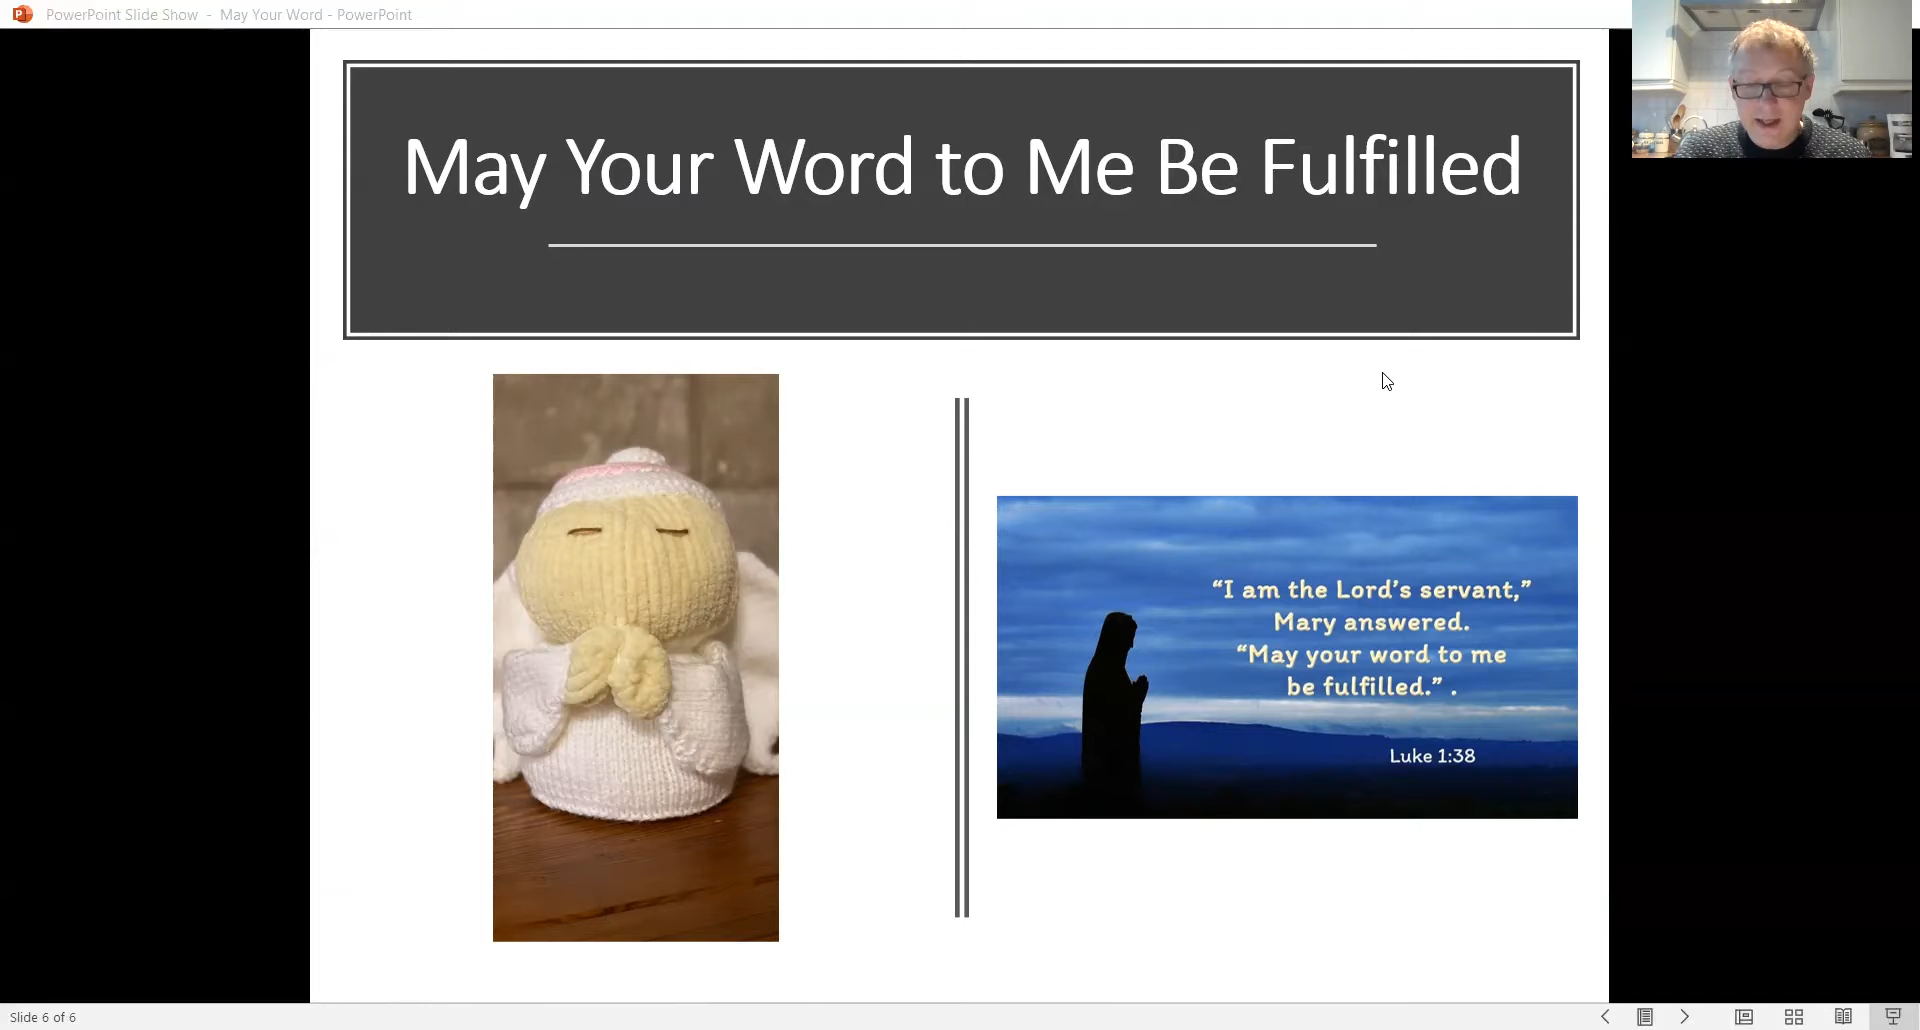 PowerPoint Slide Show - May Your Word - PowerPoint
May Your Word to Me Be Fulfilled
“I am the Lord’s servant,”
Mary answered.
“May your word to me
be fulfilled.” .
Luke 1:38
Slide 6 of 6